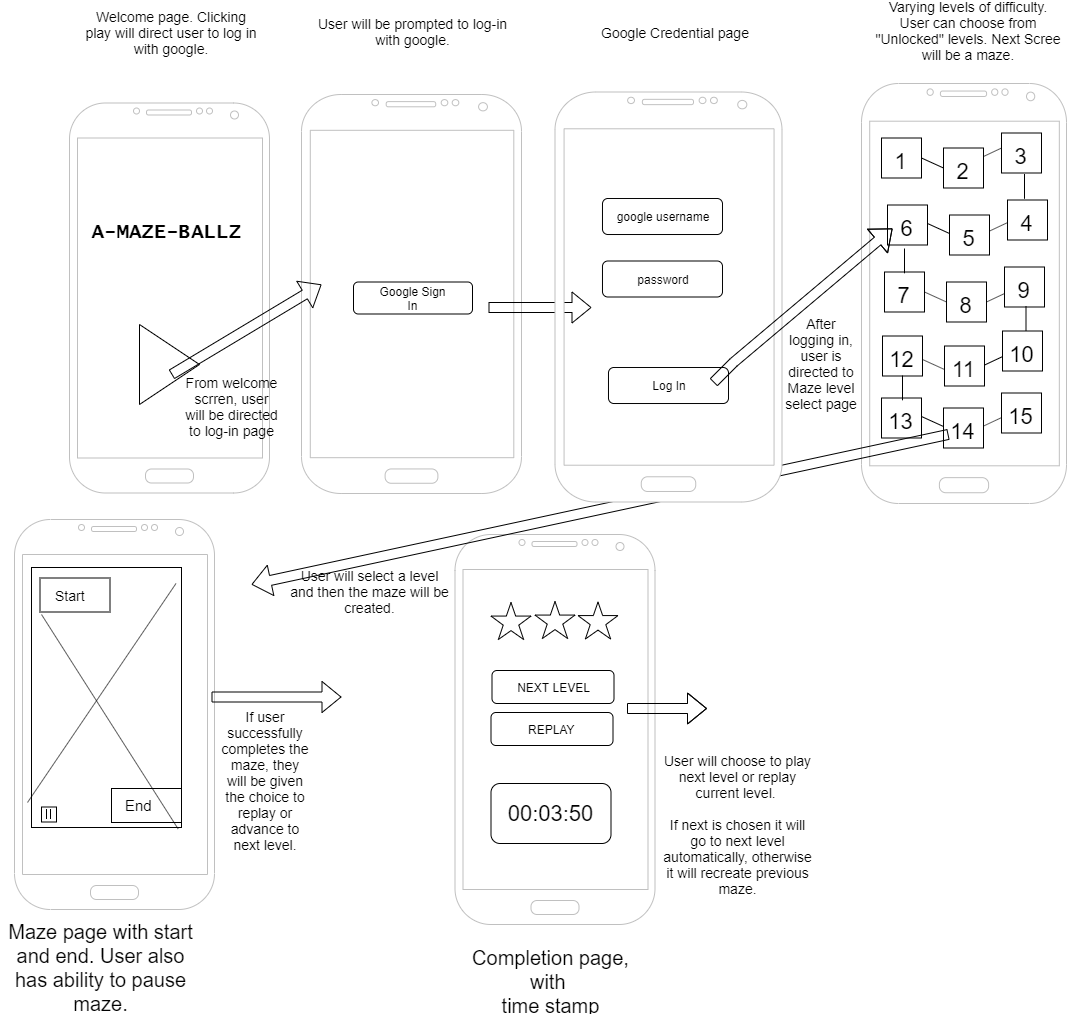 Welcome page. Clicking
play will direct user to log in
with google.
User will be prompted to log-in
with google.
Google Credential page
Varying levels of difficulty.
User can choose from
"Unlocked" levels. Next Scree
will be a maze.
A-MAZE-BALLZ
From welcome
scrren, user
will be directed
to log-in page
Google Sign
In
google username
password
Log In
After
logging in,
user is
directed to
Maze level
select page
1
2
3
6
5
4
7
8
9
12
11
10
13
14
15
User will select a level
and then the maze will be
created.
Start
End
If user
successfully
completes the
maze, they
will be given
the choice to
replay or
advance to
next level.
Maze page with start
and end. User also
has ability to pause
maze.
NEXT LEVEL
REPLAY
00:03:50
User will choose to play
next level or replay
current level.
If next is chosen it will
go to next level
automatically, otherwise
it will recreate previous
maze.
Completion page,
with
time stamp